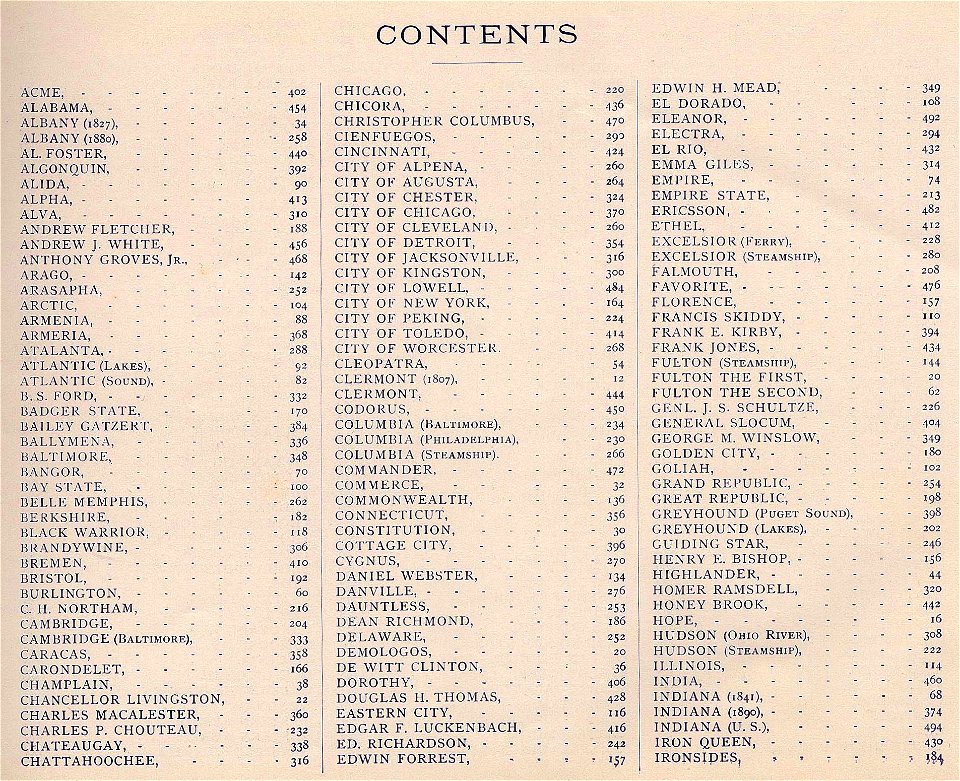 CONTENTS
ACME, 402
ALABAMA, 454
ALBANY (1827), 34
ALBANY (1880), 258
AL. FOSTER, 440
ALGONQUIN, 392
ALIDA, 90
ALPHA, 413
ALVA, 310
ANDREW FLETCHER, 188
ANDREW J. WHITE, 456
ANTHONY GROVES, JR., 468
ARAGO, 142
ARASAPHA, 252
ARCTIC, 104
ARMENIA, 88
ARMERIA, 368
ATALANTA, 288
ATLANTIC (LAKES), 92
ATLANTIC (SOUND), 82
B. S. FORD, 332
BADGER STATE, 170
BAILEY GATZERT, 384
BALLYMENA, 336
BALTIMORE, 348
BANGOR, 70
BAY STATE, 100
BELLE MEMPHIS, 262
BERKSHIRE, 182
BLACK WARRIOR, 118
BRANDYWINE, 306
BREMEN, 410
BRISTOL, 192
BURLINGTON, 60
C. H. NORTHAM, 216
CAMBRIDGE, 204
CAMBRIDGE (BALTIMORE), 333
CARACAS, 358
CARONDELET, 166
CHAMPLAIN, 38
CHANCELLOR LIVINGSTON, 22
CHARLES MACALESTER, 360
CHARLES P. CHOUTEAU, 232
CHATEAUGAY, 338
CHATTAHOOCHEE, 316
CHICAGO, 220
CHICORA, 436
CHRISTOPHER COLUMBUS, 470
CIENFUEGOS, 290
CINCINNATI, 424
CITY OF ALPENA, 260
CITY OF AUGUSTA, 264
CITY OF CHESTER, 324
CITY OF CHICAGO, 370
CITY OF CLEVELAND, 260
CITY OF DETROIT, 354
CITY OF JACKSONVILLE, 316
CITY OF KINGSTON, 300
CITY OF LOWELL, 484
CITY OF NEW YORK, 164
CITY OF PEKING, 224
CITY OF TOLEDO, 414
CITY OF WORCESTER. 268
CLEOPATRA, 54
CLERMONT (1807), 12
CLERMONT, 444
CODORUS, 450
COLUMBIA (BALTIMORE), 234
COLUMBIA (PHILADELPHIA), 230
COLUMBIA (STEAMSHIP). 266
COMMANDER, 472
COMMERCE, 32
COMMONWEALTH, 136
CONNECTICUT, 356
CONSTITUTION, 30
COTTAGE CITY, 396
CYGNUS, 270
DANIEL WEBSTER, 134
DANVILLE, 276
DAUNTLESS, 253
DEAN RICHMOND, 186
DELAWARE, 252
DEMOLOGOS, 20
DE WITT CLINTON, 36
DOROTHY, 406
DOUGLAS H. THOMAS, 428
EASTERN CITY, 116
EDGAR F. LUCKENBACH, 416
ED. RICHARDSON, 242
EDWIN FORREST, 157
EDWIN H. MEAD, 349
EL DORADO, 108
ELEANOR, 492
ELECTRA, 294
EL RIO, 432
EMMA GILES, 314
EMPIRE, 74
EMPIRE STATE, 213
ERICSSON, 482
ETHEL, 412
EXCELSIOR (FERRY), 228
EXCELSIOR (STEAMSHIP), 280
FALMOUTH, 208
FAVORITE, 476
FLORENCE, 157
FRANCIS SKIDDY, 110
FRANK E. KIRBY, 394
FRANK JONES, 434
FULTON (STEAMSHIP), 144
FULTON THE FIRST, 20
FULTON THE SECOND, 62
GENL. J. S. SCHULTZE, 226
GENERAL SLOCUM, 404
GEORGE M. WINSLOW, 349
GOLDEN CITY, 180
GOLIAH, 102
GRAND REPUBLIC, 254
GREAT REPUBLIC, 198
GREYHOUND (PUGET SOUND), 398
GREYHOUND (LAKES), 202
GUIDING STAR, 246
HENRY E. BISHOP, 156
HIGHLANDER, 44
HOMER RAMSDELL, 320
HONEY BROOK, 442
HOPE, 16
HUDSON (OHIO RIVER), 308
HUDSON (STEAMSHIP), 222
ILLINOIS, 114
INDIA, 460
INDIANA (1841), 68
INDIANA (1890), 374
INDIANA (U. S.), 494
IRON QUEEN, 430
IRONSIDES, 184